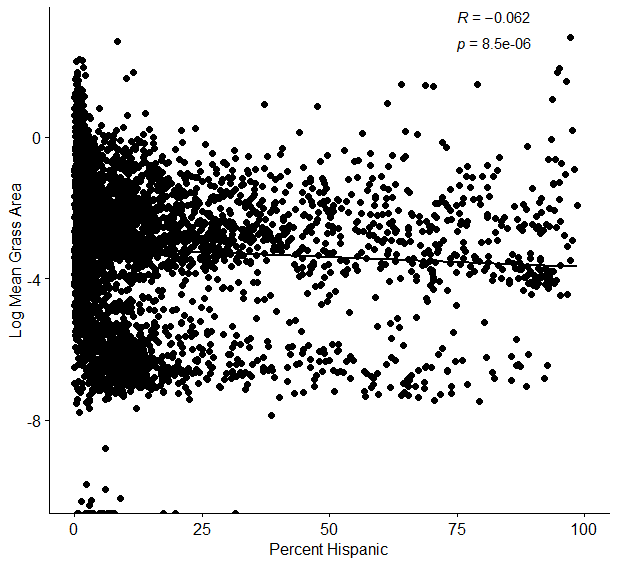 R = −0.062
p = 8.5e-06
0
-4
-8
Log Mean Grass Area
0 25 50 75 100
Percent Hispanic